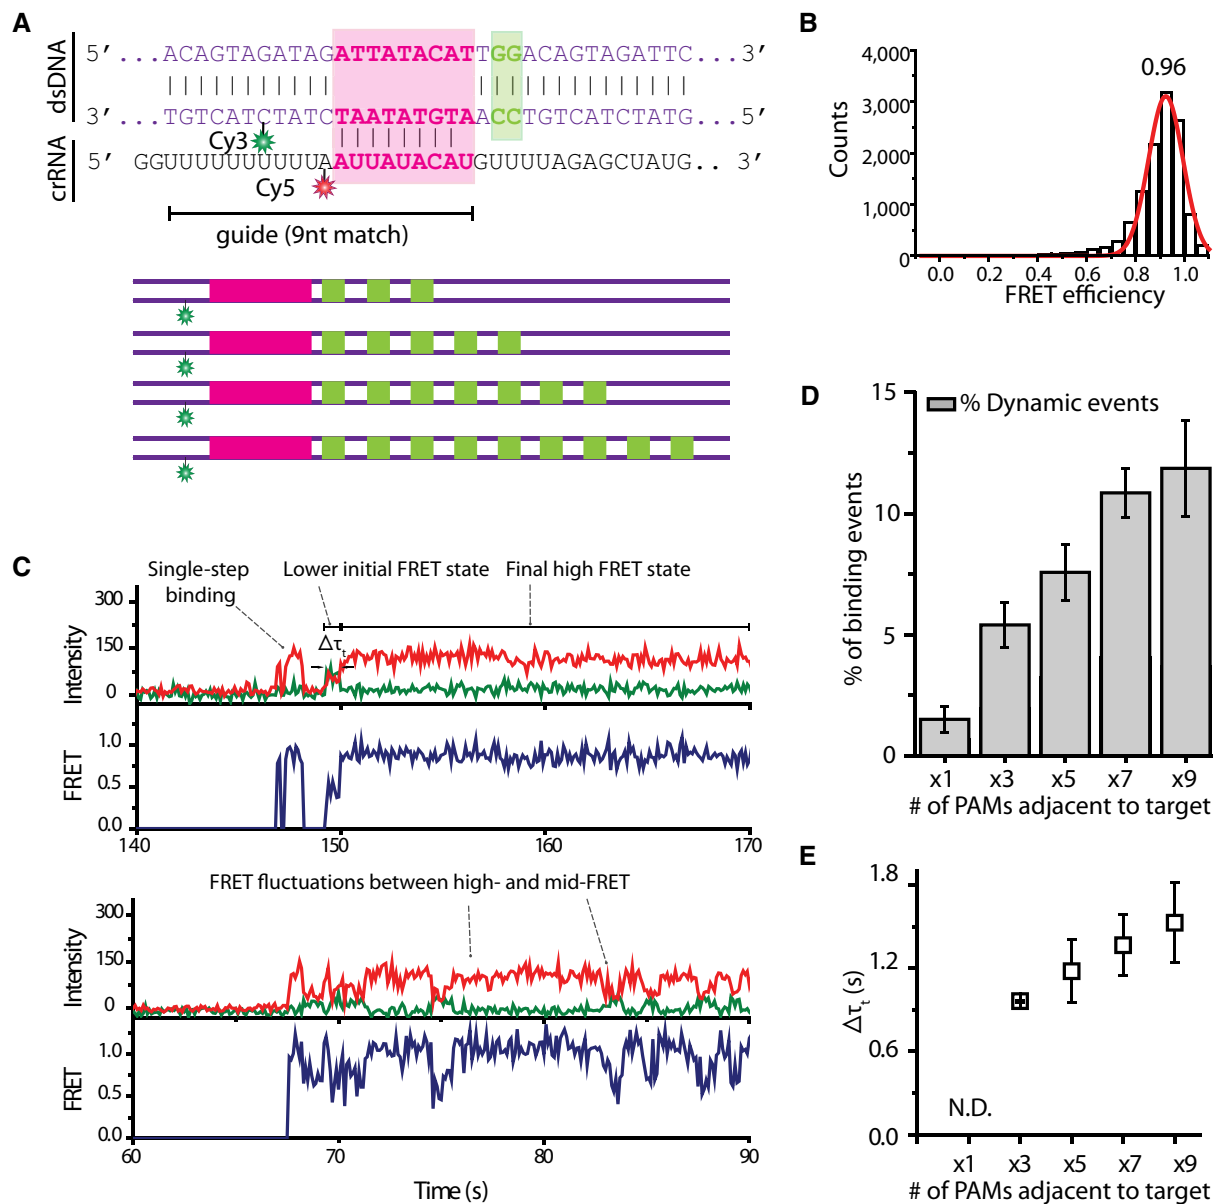 A
dsDNA
5′ ...ACAGTAGATAGATTATACATTGGACAGTAGATTC...3′
3′ ...TGTCATCTATCTAATATGTAACCTGTCATCTATG...5′
Cy3
crRNA
5′ GGUUUUUUUUUUAAUUAUACAUGUUUUAGAGCUAUG.. 3′
Cy5
guide (9nt match)
B
4,000
3,000
2,000
1,000
0
Counts
0.96
0.0 0.2 0.4 0.6 0.8 1.0
FRET efficiency
C
Single-step
binding
Lower initial FRET state
Final high FRET state
Δτt
300
150
0
Intensity
1.0
0.5
0.0
FRET
140 150 160 170
FRET fluctuations between high- and mid-FRET
300
150
0
Intensity
1.0
0.5
0.0
FRET
60 70 80 90
Time (s)
D
15
10
5
0
% of binding events
% Dynamic events
x1 x3 x5 x7 x9
# of PAMs adjacent to target
E
1.8
1.2
0.6
0.0
Δτt (s)
N.D.
x1 x3 x5 x7 x9
# of PAMs adjacent to target